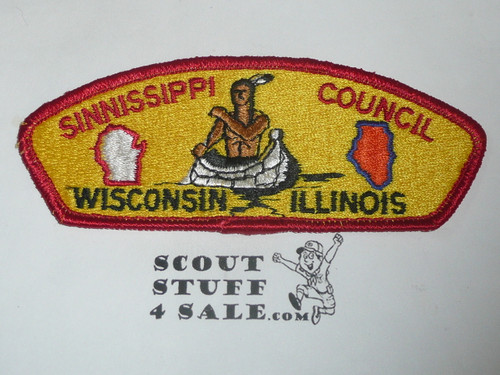 SINNISSIPPI COUNCIL
WISCONSIN ILLINOIS
SCOUT
STUFF
4 SALE.COM